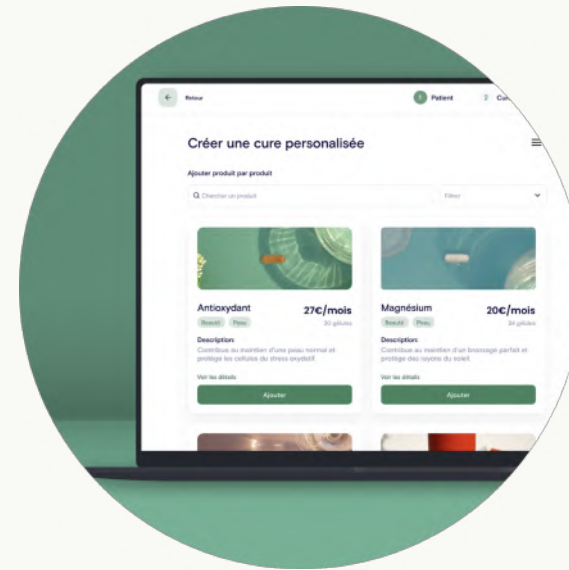 Retour
1 Patient 2 Cu
Créer une cure personalisée
Ajouter produit par produit
Chercher un produit
Filtrer
Antioxydant 27€/mois
Beauté Peau
Description:
Contribue au maintien d'une peau normal et
protège les cellules du stress oxydatif.
Voir les détails
Ajouter
Magnésium 20€/mois
Beauté Peau
Description:
Contribue au maintien d'un bronzage parfait et
protège des rayons du soleil.
Voir les détails
Ajouter